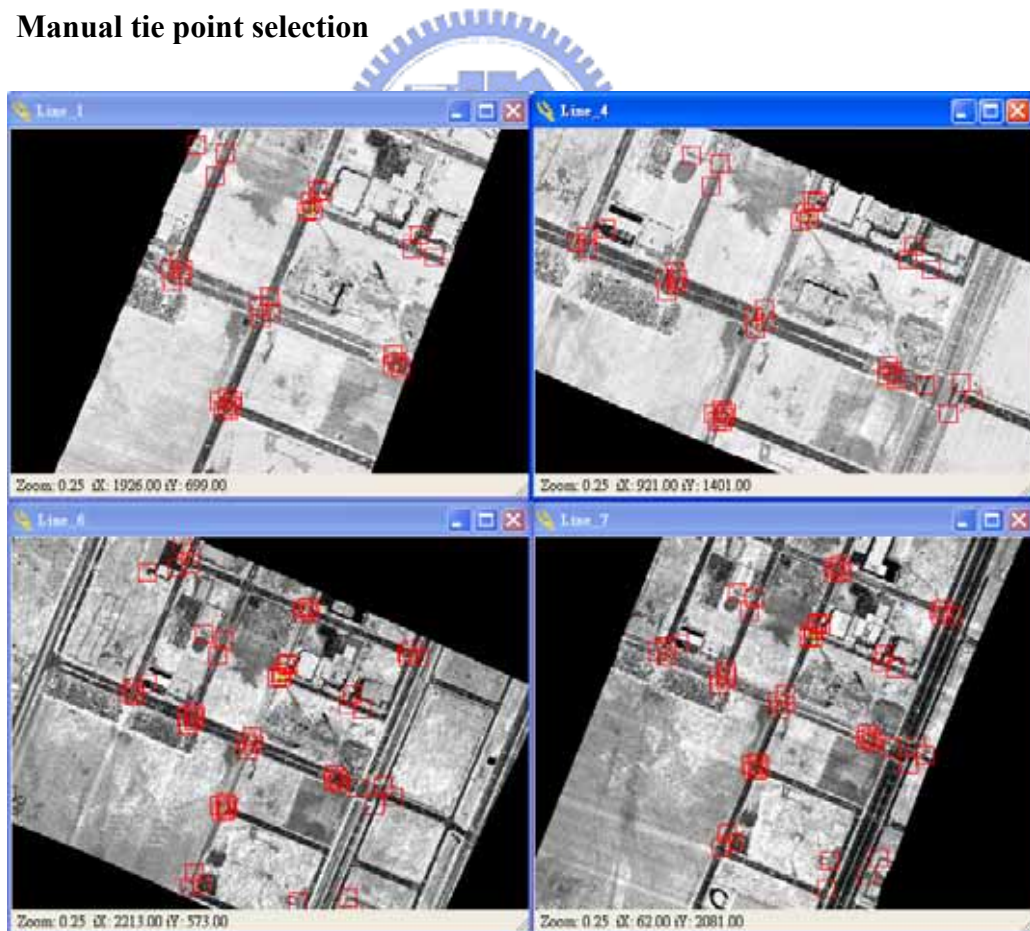 Manual tie point selection
Line_1
Line_4
Zoom: 0.25 iX: 1926.00 iY: 699.00
Zoom: 0.25 iX: 921.00 iY: 1401.00
Line_6
Line_7
Zoom: 0.25 iX: 2213.00 iY: 573.00
Zoom: 0.25 iX: 62.00 iY: 2081.00